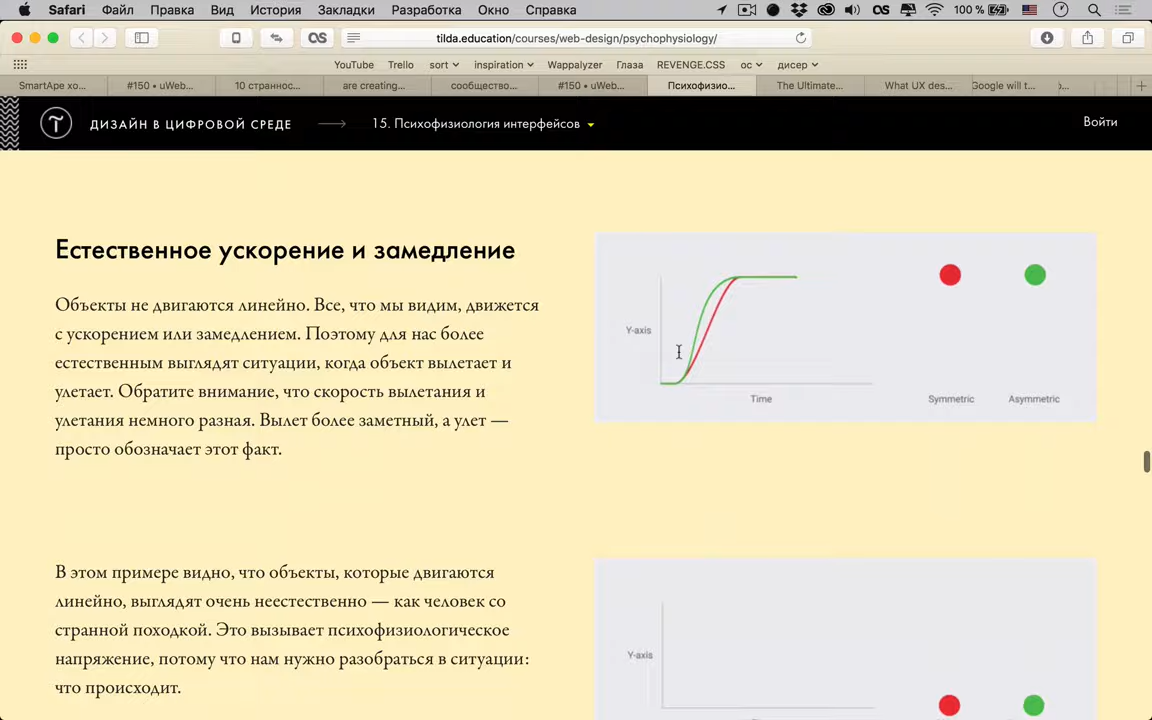 Safari Файл Правка Вид История Закладки Разработка Окно Справка 100 %
tilda.education/courses/web-design/psychophysiology/
YouTube Trello sort inspiration Wappalyzer Глаза REVENGE.CSS ос дисер
SmartApe хо... #150 • uWeb... 10 страннос... are creating... сообщество... #150 • uWeb... Психофизио... The Ultimate... What UX des... Google will t...
ДИЗАЙН В ЦИФРОВОЙ СРЕДЕ 15. Психофизиология интерфейсов Войти
Естественное ускорение и замедление
Объекты не двигаются линейно. Все, что мы видим, движется
с ускорением или замедлением. Поэтому для нас более
естественным выглядят ситуации, когда объект вылетает и
улетает. Обратите внимание, что скорость вылетания и
улетания немного разная. Вылет более заметный, а улет —
просто обозначает этот факт.
Y-axis
Time Symmetric Asymmetric
В этом примере видно, что объекты, которые двигаются
линейно, выглядят очень неестественно — как человек со
странной походкой. Это вызывает психофизиологическое
напряжение, потому что нам нужно разобраться в ситуации:
что происходит.
Y-axis